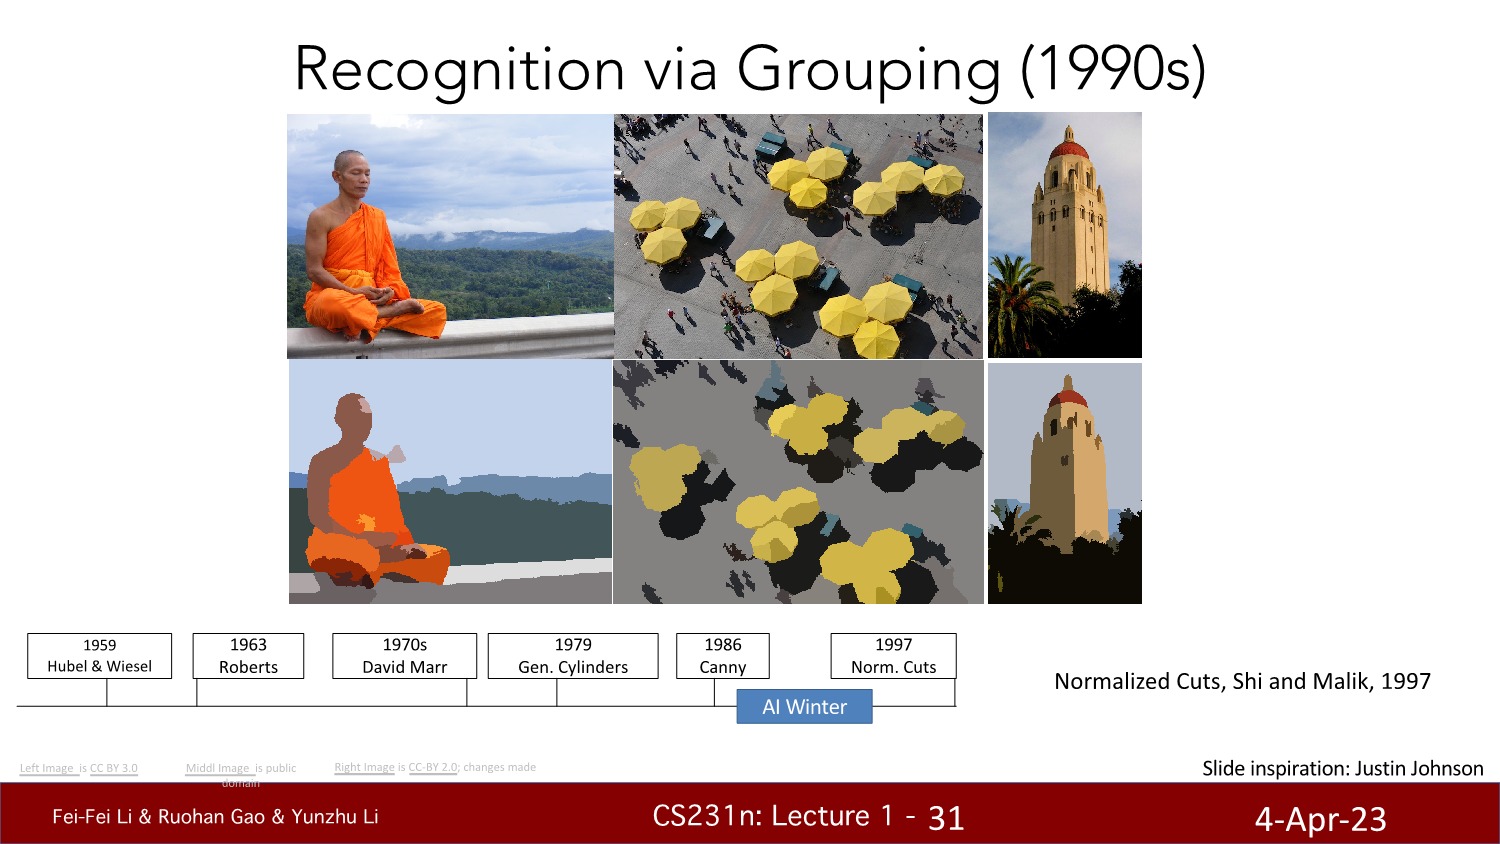 Recognition via Grouping (1990s)
1959
Hubel & Wiesel
1963
Roberts
1970s
David Marr
1979
Gen. Cylinders
1986
Canny
1997
Norm. Cuts
AI Winter
Normalized Cuts, Shi and Malik, 1997
Left Image is CC BY 3.0
Middl Image is public
domain
Right Image is CC-BY 2.0; changes made
Slide inspiration: Justin Johnson
Fei-Fei Li & Ruohan Gao & Yunzhu Li
CS231n: Lecture 1 - 31
4-Apr-23